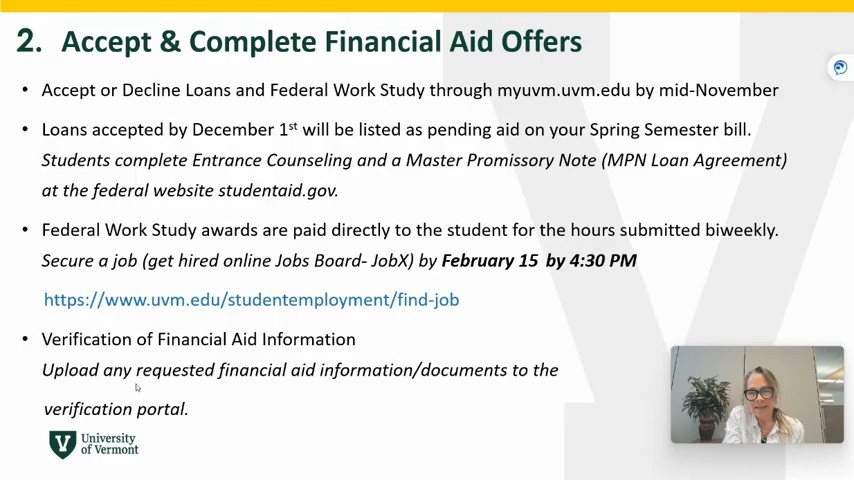 2. Accept & Complete Financial Aid Offers
• Accept or Decline Loans and Federal Work Study through myuvm.uvm.edu by mid-November
• Loans accepted by December 1st will be listed as pending aid on your Spring Semester bill.
Students complete Entrance Counseling and a Master Promissory Note (MPN Loan Agreement)
at the federal website studentaid.gov.
• Federal Work Study awards are paid directly to the student for the hours submitted biweekly.
Secure a job (get hired online Jobs Board- JobX) by February 15 by 4:30 PM
https://www.uvm.edu/studentemployment/find-job
• Verification of Financial Aid Information
Upload any requested financial aid information/documents to the
verification portal.
University
of Vermont